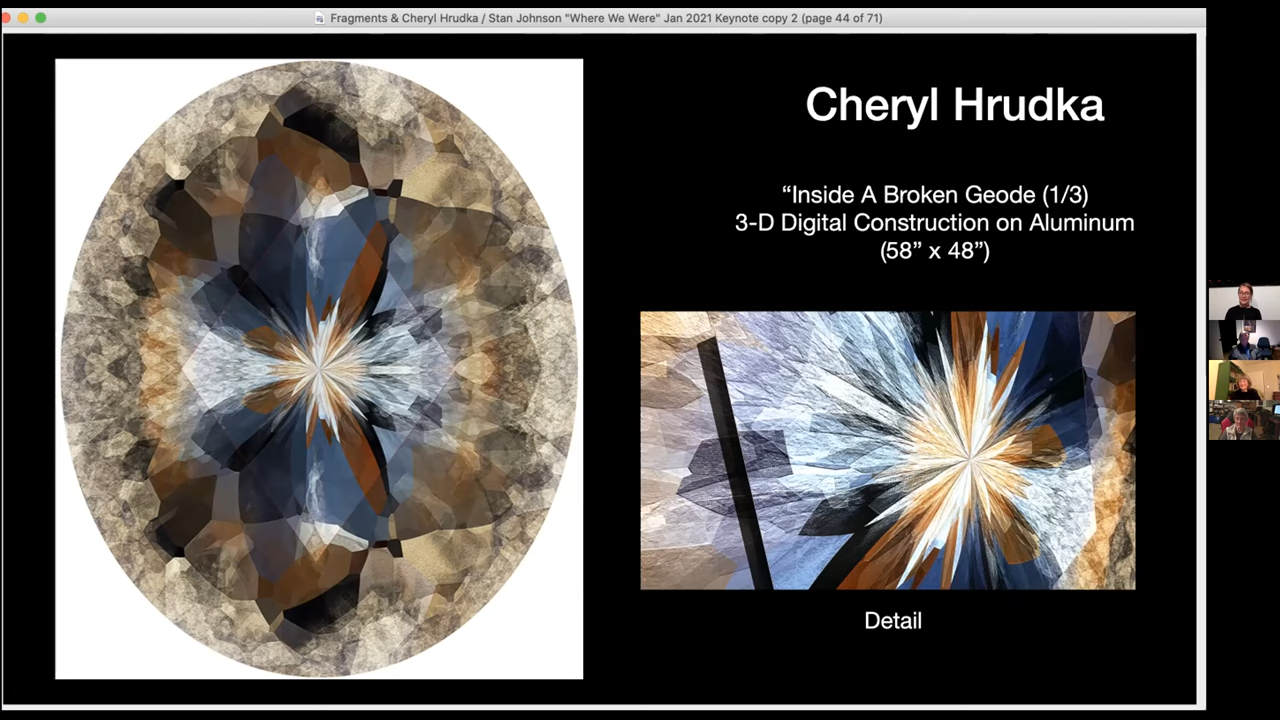 Fragments & Cheryl Hrudka / Stan Johnson "Where We Were" Jan 2021 Keynote copy 2 (page 44 of 71)
Cheryl Hrudka
“Inside A Broken Geode (1/3)
3-D Digital Construction on Aluminum
(58” x 48”)
Detail